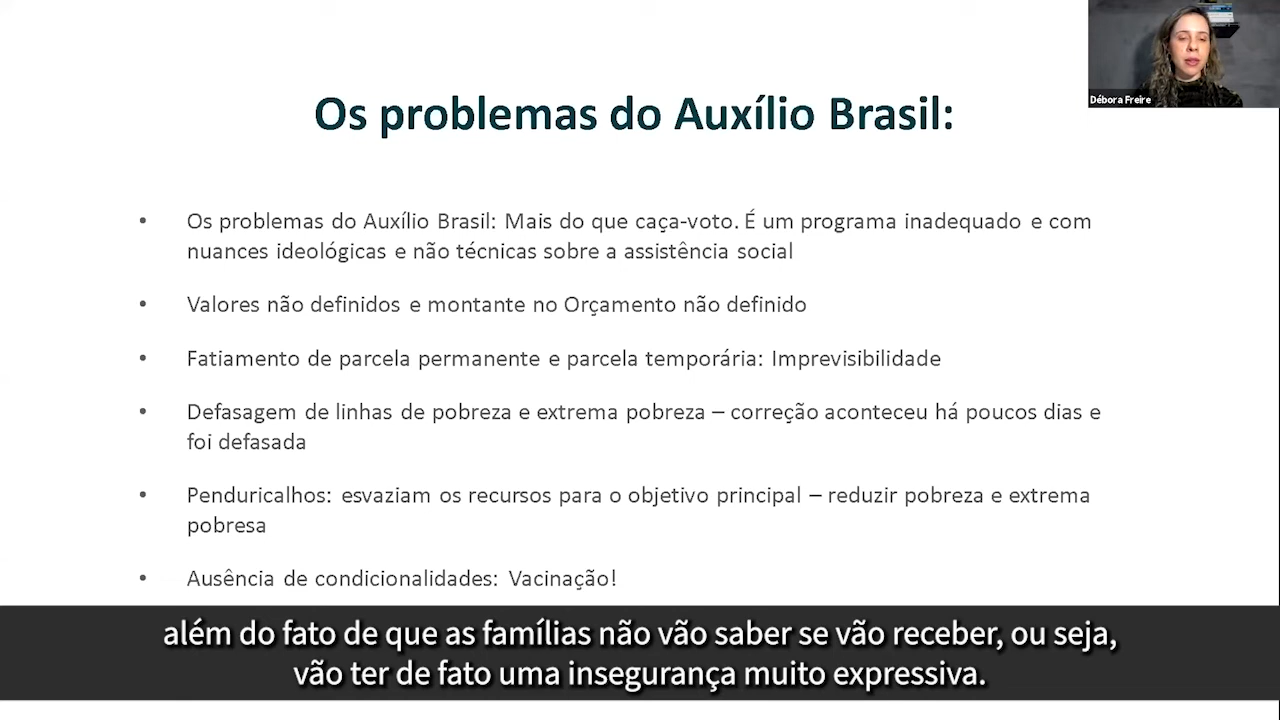 Débora Freire
Os problemas do Auxílio Brasil:
• Os problemas do Auxílio Brasil: Mais do que caça-voto. É um programa inadequado e com
nuances ideológicas e não técnicas sobre a assistência social
• Valores não definidos e montante no Orçamento não definido
• Fatiamento de parcela permanente e parcela temporária: Imprevisibilidade
• Defasagem de linhas de pobreza e extrema pobreza – correção aconteceu há poucos dias e
foi defasada
• Penduricalhos: esvaziam os recursos para o objetivo principal – reduzir pobreza e extrema
pobresa
• Ausência de condicionalidades: Vacinação!
além do fato de que as famílias não vão saber se vão receber, ou seja,
vão ter de fato uma insegurança muito expressiva.